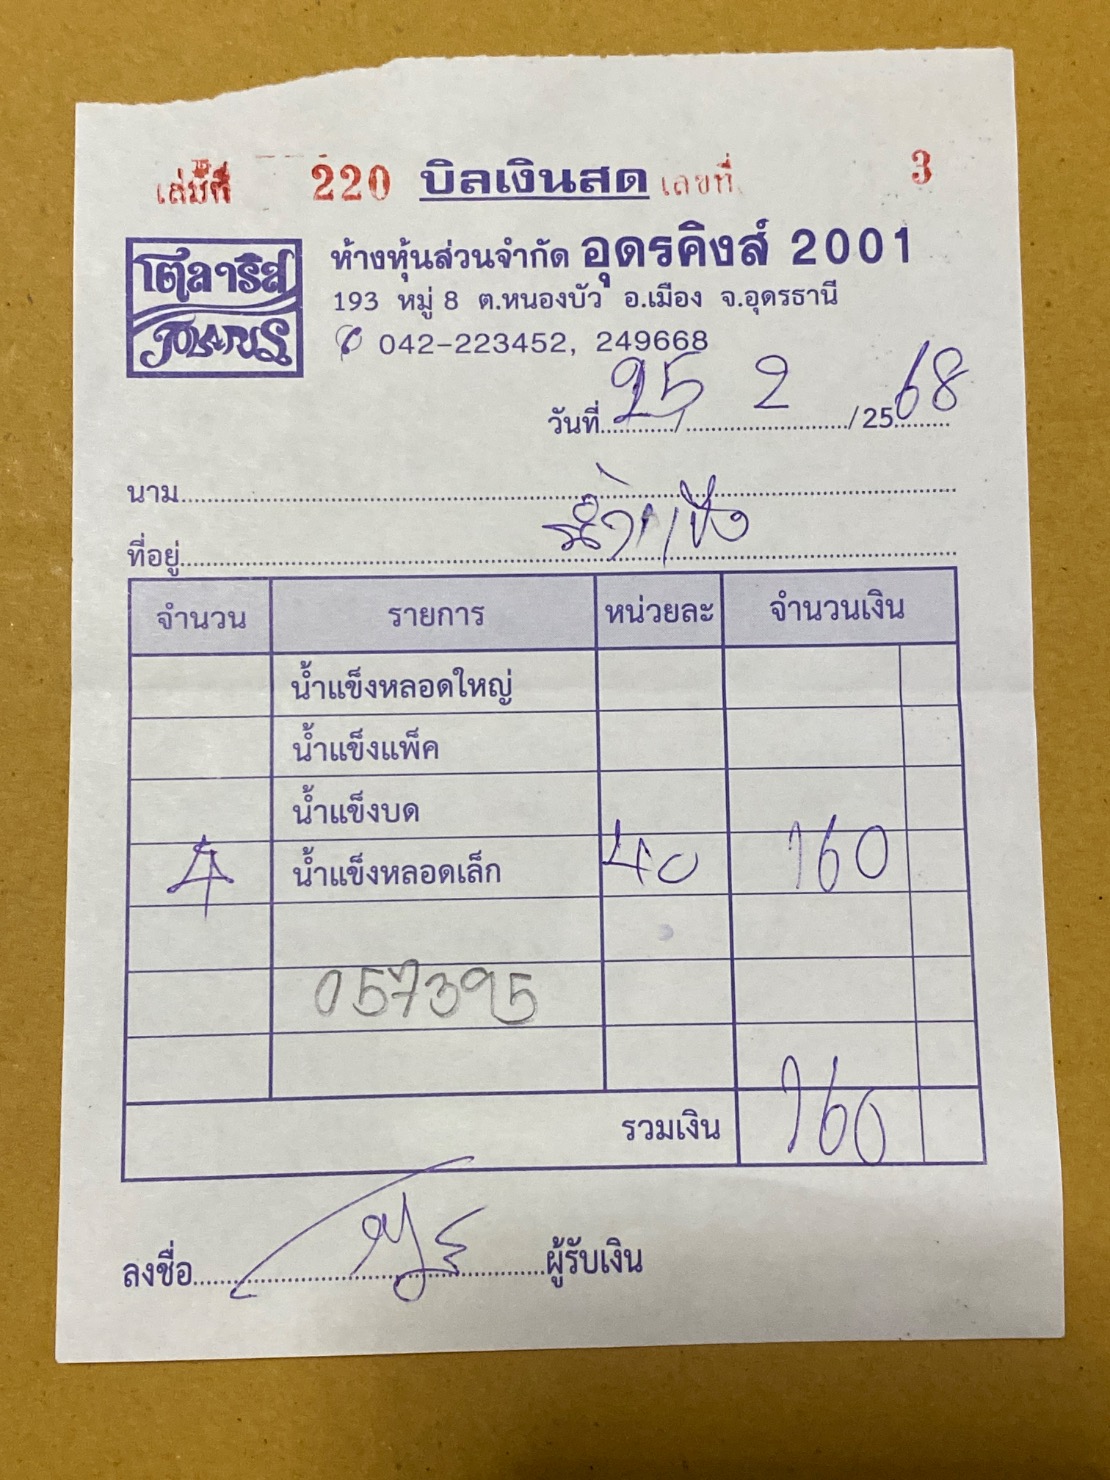 เล่มที่ 220 บิลเงินสด เลขที่ 3
โตลาริส
POLARIS
ห้างหุ้นส่วนจำกัด อุดรคิงส์ 2001
193 หมู่ 8 ต.หนองบัว อ.เมือง จ.อุดรธานี
042-223452, 249668
วันที่ 25 / 2 / 2568
นาม
ที่อยู่
จำนวน รายการ หน่วยละ จำนวนเงิน
น้ำแข็งหลอดใหญ่
น้ำแข็งแพ็ค
น้ำแข็งบด
4 น้ำแข็งหลอดเล็ก 40 160
057395
รวมเงิน 160
ลงชื่อ ผู้รับเงิน